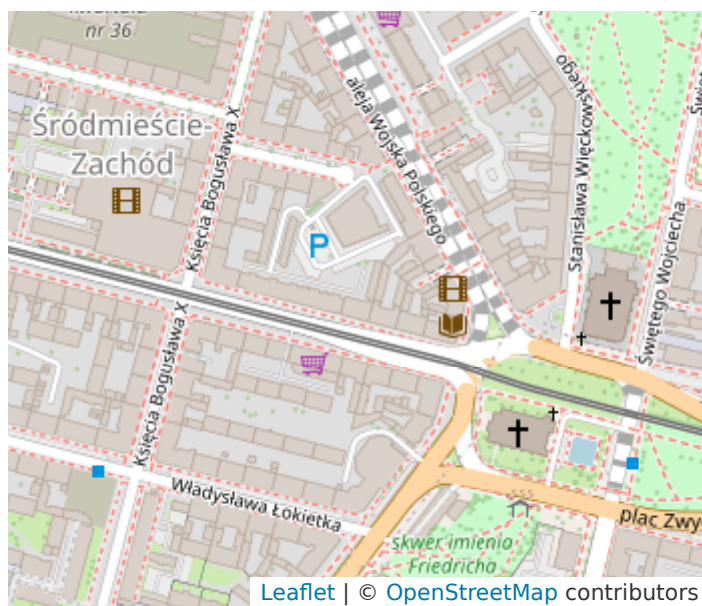 nr 36
Śródmieście-
Zachód
Księcia Bogusława X
aleja Wojska Polskiego
Stanisława Więckowskiego
Świętego Wojciecha
P
Księcia Bogusława X
Władysława Łokietka
plac Zwy
skwer imienia
Friedricha
Leaflet | © OpenStreetMap contributors